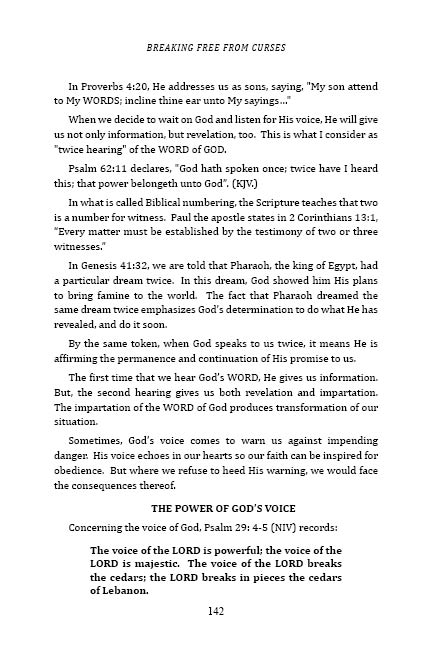 BREAKING FREE FROM CURSES
In Proverbs 4:20, He addresses us as sons, saying, "My son attend
to My WORDS; incline thine ear unto My sayings..."
When we decide to wait on God and listen for His voice, He will give
us not only information, but revelation, too. This is what I consider as
"twice hearing" of the WORD of GOD.
Psalm 62:11 declares, "God hath spoken once; twice have I heard
this; that power belongeth unto God". (KJV.)
In what is called Biblical numbering, the Scripture teaches that two
is a number for witness. Paul the apostle states in 2 Corinthians 13:1,
"Every matter must be established by the testimony of two or three
witnesses."
In Genesis 41:32, we are told that Pharaoh, the king of Egypt, had
a particular dream twice. In this dream, God showed him His plans
to bring famine to the world. The fact that Pharaoh dreamed the
same dream twice emphasizes God's determination to do what He has
revealed, and do it soon.
By the same token, when God speaks to us twice, it means He is
affirming the permanence and continuation of His promise to us.
The first time that we hear God's WORD, He gives us information.
But, the second hearing gives us both revelation and impartation.
The impartation of the WORD of God produces transformation of our
situation.
Sometimes, God's voice comes to warn us against impending
danger. His voice echoes in our hearts so our faith can be inspired for
obedience. But where we refuse to heed His warning, we would face
the consequences thereof.
THE POWER OF GOD'S VOICE
Concerning the voice of God, Psalm 29: 4-5 (NIV) records:
The voice of the LORD is powerful; the voice of the
LORD is majestic. The voice of the LORD breaks
the cedars; the LORD breaks in pieces the cedars
of Lebanon.
142